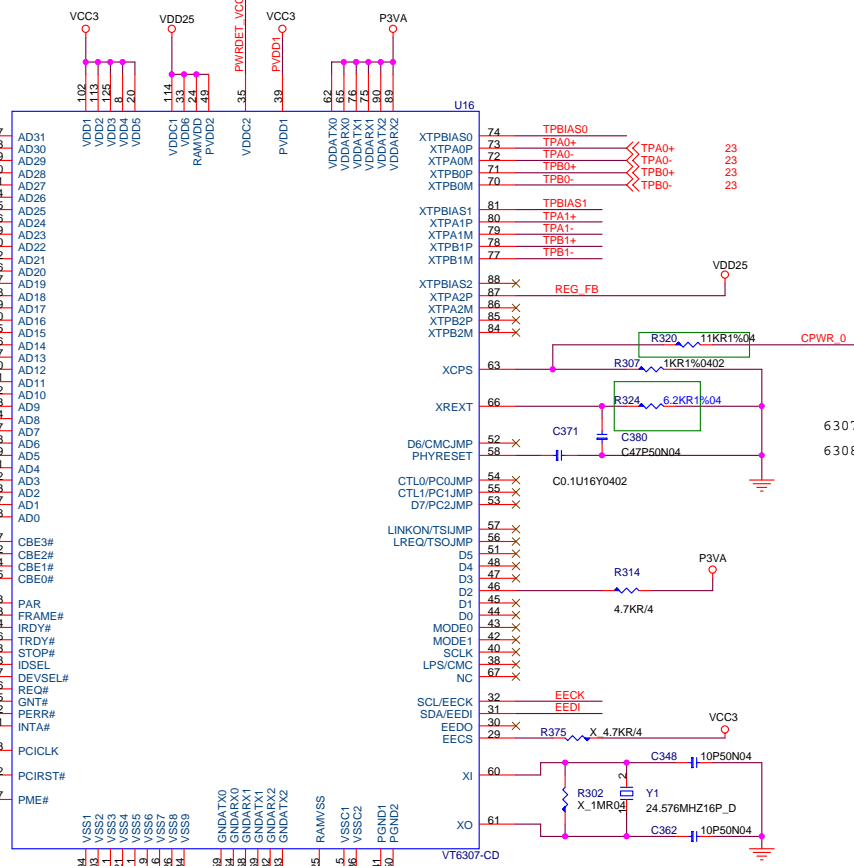 VCC3
VDD25
PWRDET_VCC
PVDD1
VCC3
P3VA
102
113
125
8
20
114
33
24
49
35
39
62
65
76
75
90
89
U16
VDD1
VDD2
VDD3
VDD4
VDD5
VDDC1
VDD6
RAMVDD
PVDD2
VDDC2
PVDD1
VDDATX0
VDDARX0
VDDATX1
VDDARX1
VDDATX2
VDDARX2
AD31
AD30
AD29
AD28
AD27
AD26
AD25
AD24
AD23
AD22
AD21
AD20
AD19
AD18
AD17
AD16
AD15
AD14
AD13
AD12
AD11
AD10
AD9
AD8
AD7
AD6
AD5
AD4
AD3
AD2
AD1
AD0
CBE3#
CBE2#
CBE1#
CBE0#
PAR
FRAME#
IRDY#
TRDY#
STOP#
IDSEL
DEVSEL#
REQ#
GNT#
PERR#
INTA#
PCICLK
PCIRST#
PME#
XTPBIAS0 74 TPBIAS0
XTPA0P 73 TPA0+ TPA0+ 23
XTPA0M 72 TPA0- TPA0- 23
XTPB0P 71 TPB0+ TPB0+ 23
XTPB0M 70 TPB0- TPB0- 23
XTPBIAS1 81 TPBIAS1
XTPA1P 80 TPA1+
XTPA1M 79 TPA1-
XTPB1P 78 TPB1+
XTPB1M 77 TPB1-
VDD25
XTPBIAS2 88
XTPA2P 87 REG_FB
XTPA2M 86
XTPB2P 85
XTPB2M 84
R320 11KR1%04 CPWR_0
XCPS 63 R307 1KR1%0402
XREXT 66 R324 6.2KR1%04
6307
6308
C371 C380
D6/CMCJMP 52
PHYRESET 58 C47P50N04
C0.1U16Y0402
CTL0/PC0JMP 54
CTL1/PC1JMP 55
D7/PC2JMP 53
LINKON/TSIJMP 57
LREQ/TSOJMP 56
D5 51
D4 48
D3 47
D2 46
D1 45
D0 44
P3VA
R314
4.7KR/4
MODE0 43
MODE1 42
SCLK 40
LPS/CMC 38
NC 67
SCL/EECK 32 EECK
SDA/EEDI 31 EEDI
EEDO 30
EECS 29 R375 X_4.7KR/4 VCC3
C348 10P50N04
XI 60
R302
X_1MR04
2
1
Y1
24.576MHZ16P_D
XO 61
C362 10P50N04
VSS1
VSS2
VSS3
VSS4
VSS5
VSS6
VSS7
VSS8
VSS9
GNDATX0
GNDARX0
GNDARX1
GNDATX1
GNDARX2
GNDATX2
RAMVSS
VSSC1
VSSC2
PGND1
PGND2
VT6307-CD